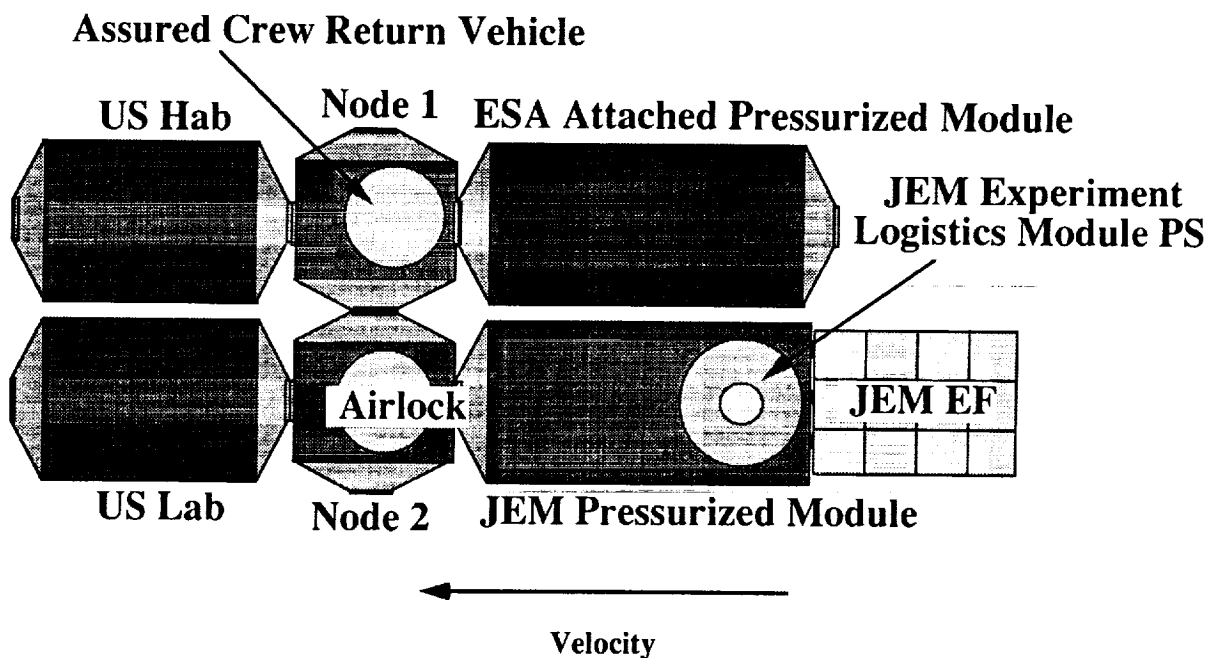 Assured Crew Return Vehicle
US Hab
Node 1
ESA Attached Pressurized Module
JEM Experiment
Logistics Module PS
Airlock
JEM EF
US Lab
Node 2
JEM Pressurized Module
Velocity